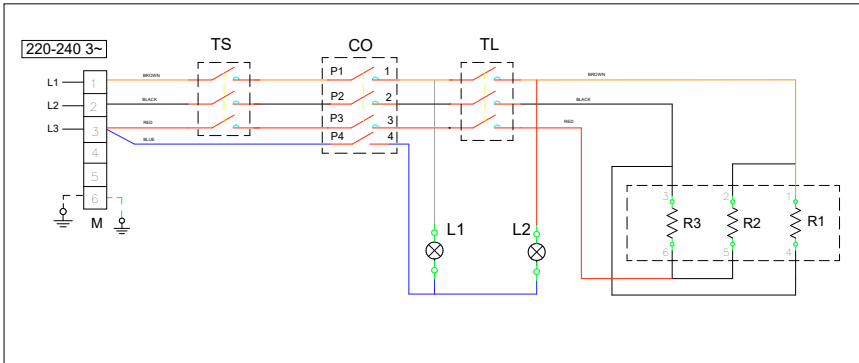 220-240 3~
TS
CO
TL
L1
1
BROWN
P1
1
BROWN
L2
2
BLACK
P2
2
BLACK
L3
3
RED
P3
3
RED
BLUE
P4
4
4
5
6
M
3
2
1
R3
R2
R1
6
5
4
L1
L2